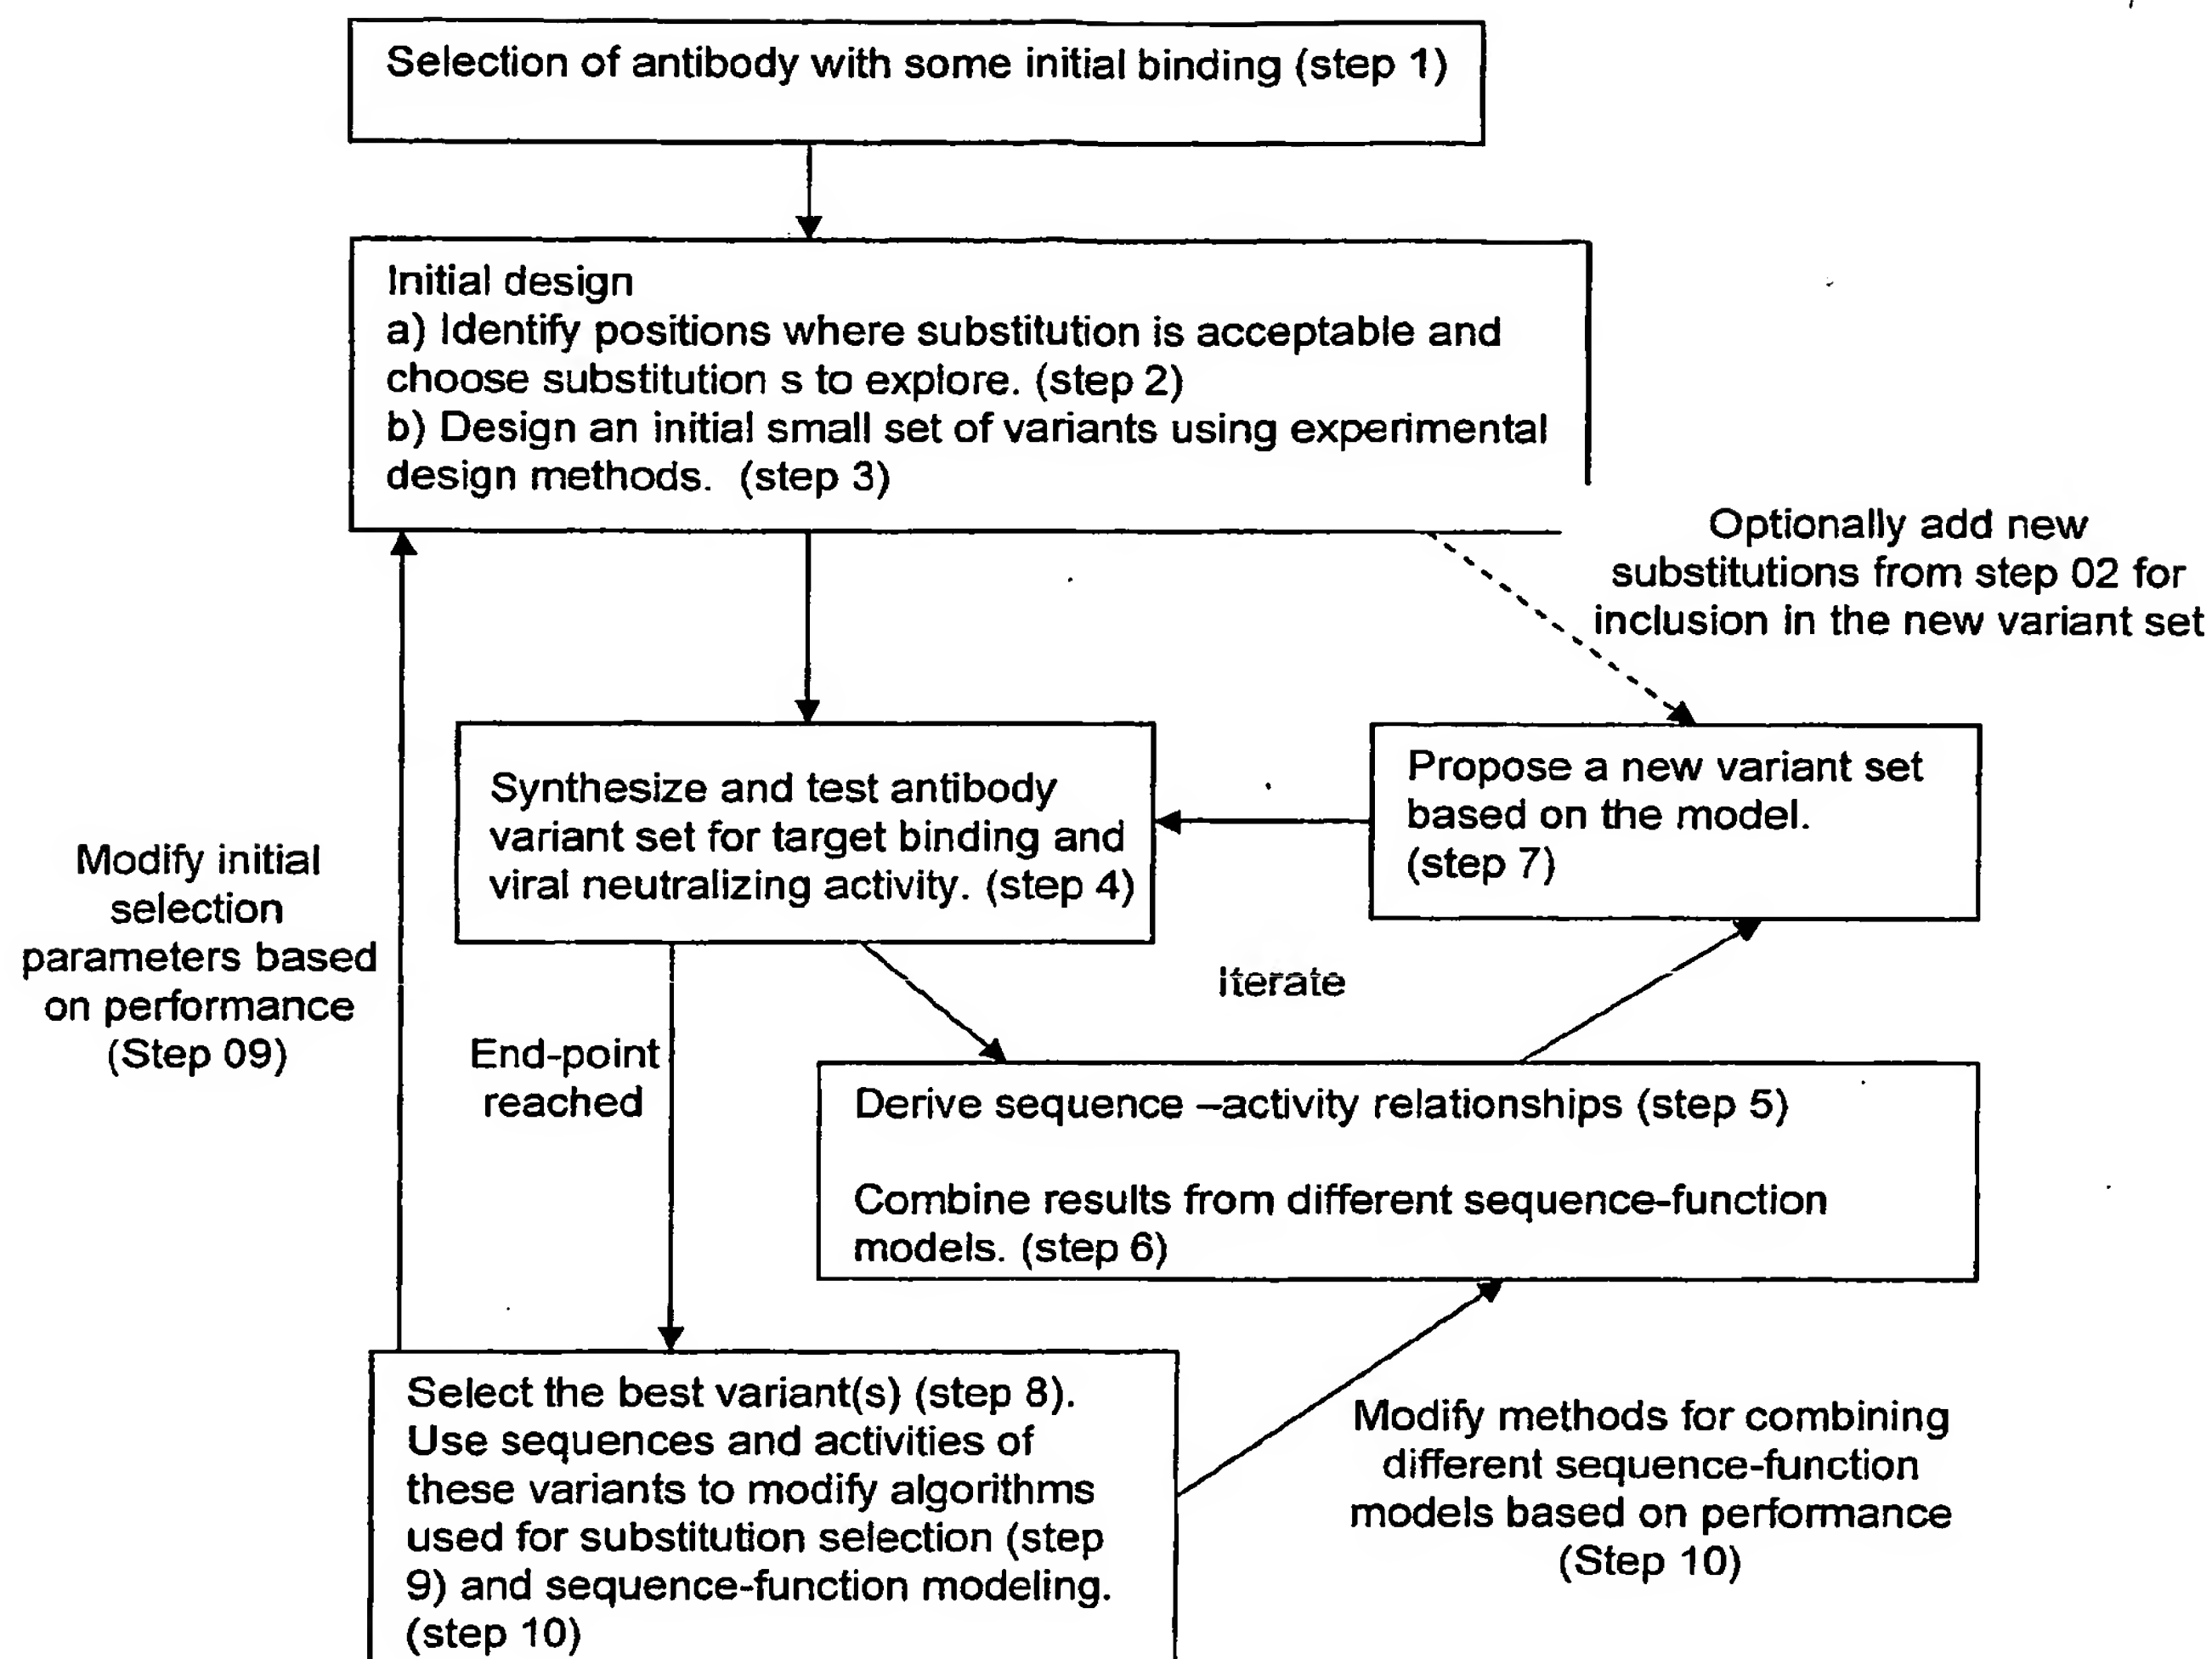 Selection of antibody with some initial binding (step 1)
Initial design
a) Identify positions where substitution is acceptable and
choose substitution s to explore. (step 2)
b) Design an initial small set of variants using experimental
design methods. (step 3)
Optionally add new
substitutions from step 02 for
inclusion in the new variant set
Synthesize and test antibody
variant set for target binding and
viral neutralizing activity. (step 4)
Propose a new variant set
based on the model.
(step 7)
Modify initial
selection
parameters based
on performance
(Step 09)
Iterate
End-point
reached
Derive sequence –activity relationships (step 5)
Combine results from different sequence-function
models. (step 6)
Select the best variant(s) (step 8).
Use sequences and activities of
these variants to modify algorithms
used for substitution selection (step
9) and sequence-function modeling.
(step 10)
Modify methods for combining
different sequence-function
models based on performance
(Step 10)